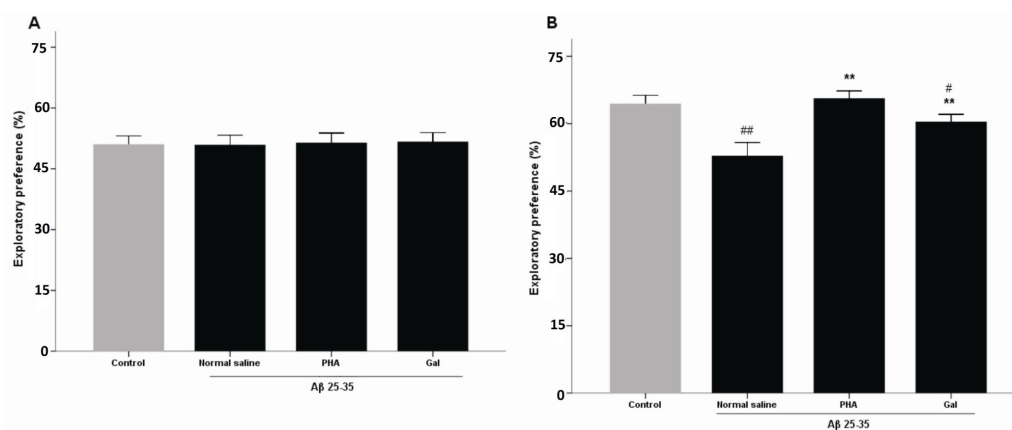 A
Exploratory preference (%)
75
60
45
30
15
0
Control
Normal saline
PHA
Gal
Aβ 25-35
B
Exploratory preference (%)
75
60
45
30
15
0
##
**
#
**
Control
Normal saline
PHA
Gal
Aβ 25-35